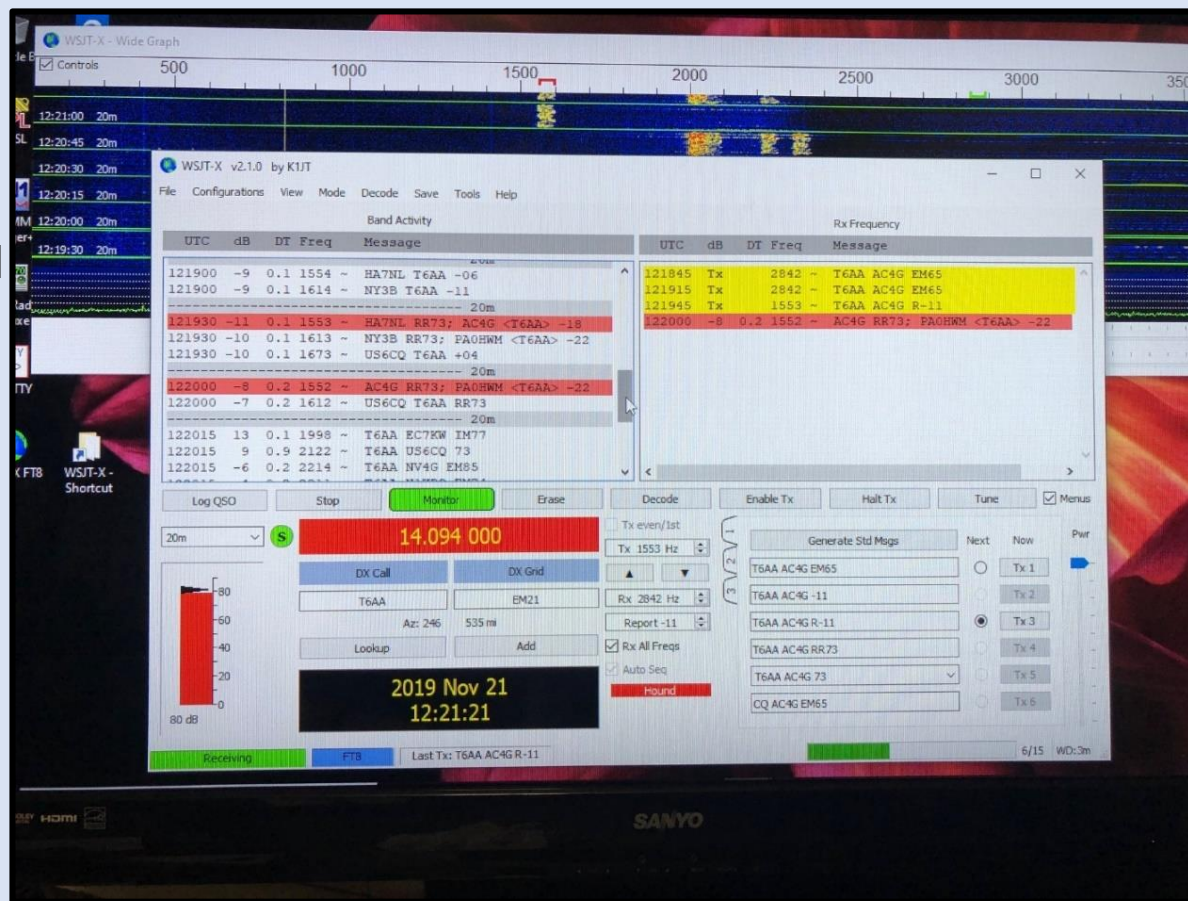 WSJT-X - Wide Graph
Controls 500 1000 1500 2000 2500 3000 350
12:21:00 20m
12:20:45 20m
12:20:30 20m
12:20:15 20m
12:20:00 20m
12:19:30 20m
WSJT-X v2.1.0 by K1JT
File Configurations View Mode Decode Save Tools Help
Band Activity
UTC dB DT Freq Message
121900 -9 0.1 1554 ~ HA7NL T6AA -06
121900 -9 0.1 1614 ~ NY3B T6AA -11
---------------------------------- 20m
121930 -11 0.1 1553 ~ HA7NL RR73; AC4G <T6AA> -18
121930 -10 0.1 1613 ~ NY3B RR73; PA0HWM <T6AA> -22
121930 -10 0.1 1673 ~ US6CQ T6AA +04
---------------------------------- 20m
122000 -8 0.2 1552 ~ AC4G RR73; PA0HWM <T6AA> -22
122000 -7 0.2 1612 ~ US6CQ T6AA RR73
---------------------------------- 20m
122015 13 0.1 1998 ~ T6AA EC7KW IM77
122015 9 0.9 2122 ~ T6AA US6CQ 73
122015 -6 0.2 2214 ~ T6AA NV4G EM85
Rx Frequency
UTC dB DT Freq Message
121845 Tx 2842 ~ T6AA AC4G EM65
121915 Tx 2842 ~ T6AA AC4G EM65
121945 Tx 1553 ~ T6AA AC4G R-11
122000 -8 0.2 1552 ~ AC4G RR73; PA0HWM <T6AA> -22
Log QSO Stop Monitor Erase Decode Enable Tx Halt Tx Tune Menus
20m S 14.094 000
DX Call DX Grid
T6AA EM21
Az: 246 535 mi
Lookup Add
2019 Nov 21
12:21:21
-80
-60
-40
-20
-0
80 dB
Tx even/1st
Tx 1553 Hz
Rx 2842 Hz
Report -11
Rx All Freqs
Auto Seq
Hound
1
2
3
Generate Std Msgs Next Now Pwr
T6AA AC4G EM65 Tx 1
T6AA AC4G -11 Tx 2
T6AA AC4G R-11 Tx 3
T6AA AC4G RR73 Tx 4
T6AA AC4G 73 Tx 5
CQ AC4G EM65 Tx 6
Receiving FT8 Last Tx: T6AA AC4G R-11 6/15 WD:3m
FT8
WSJT-X -
Shortcut
HDMI
SANYO